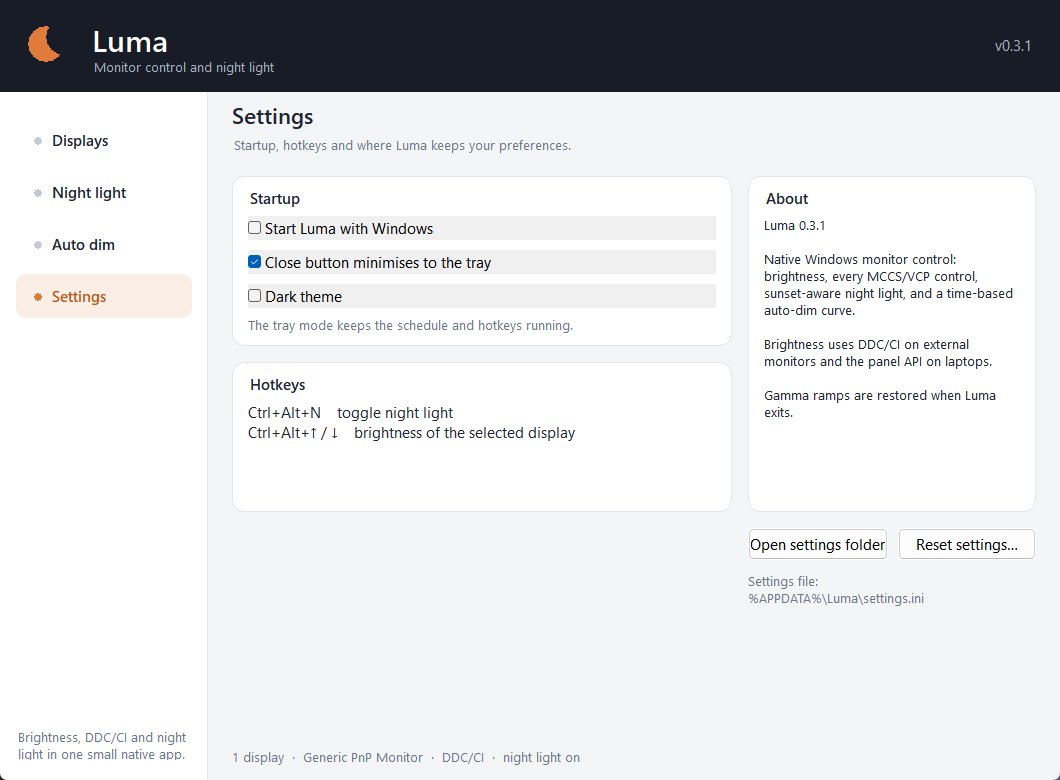 Luma
Monitor control and night light
v0.3.1
Displays
Night light
Auto dim
Settings
Brightness, DDC/CI and night
light in one small native app.
Settings
Startup, hotkeys and where Luma keeps your preferences.
Startup
Start Luma with Windows
Close button minimises to the tray
Dark theme
The tray mode keeps the schedule and hotkeys running.
Hotkeys
Ctrl+Alt+N toggle night light
Ctrl+Alt+↑ / ↓ brightness of the selected display
About
Luma 0.3.1
Native Windows monitor control:
brightness, every MCCS/VCP control,
sunset-aware night light, and a time-based
auto-dim curve.
Brightness uses DDC/CI on external
monitors and the panel API on laptops.
Gamma ramps are restored when Luma
exits.
Open settings folder
Reset settings...
Settings file:
%APPDATA%\Luma\settings.ini
1 display · Generic PnP Monitor · DDC/CI · night light on